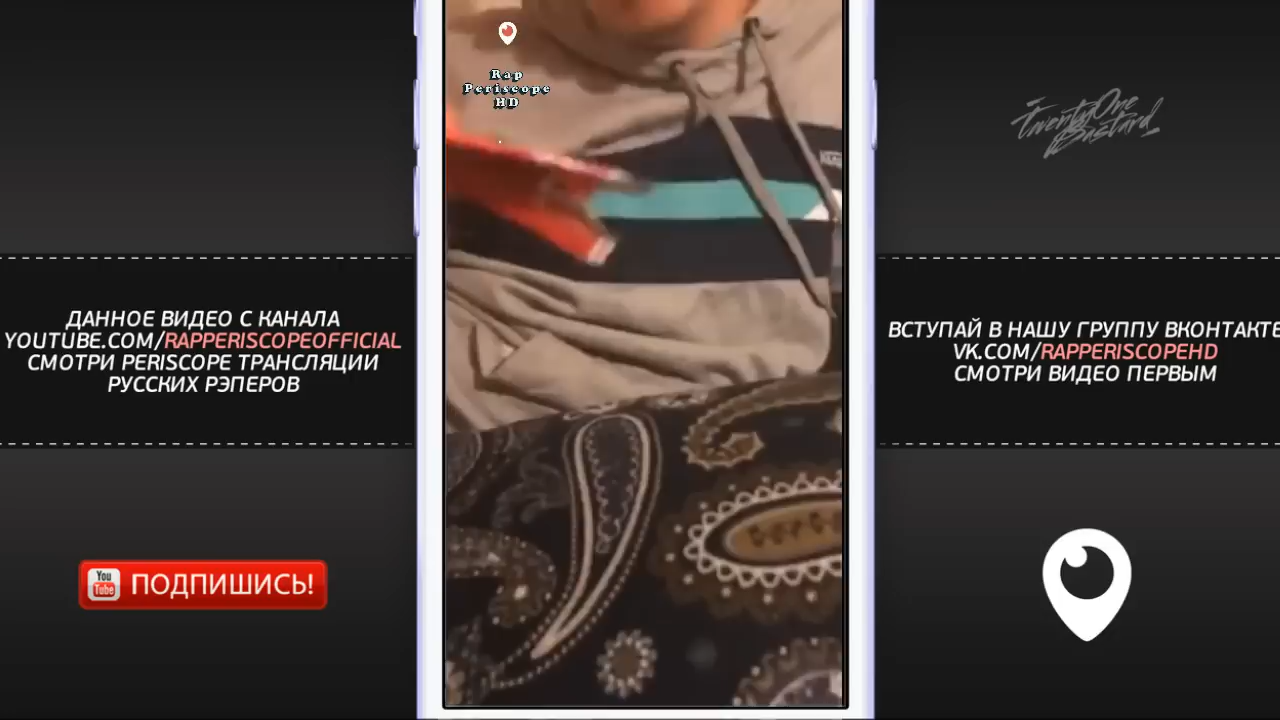 Rap
Periscope
HD
TwentyOne
Bastard
ДАННОЕ ВИДЕО С КАНАЛА
YOUTUBE.COM/RAPPERISCOPEOFFICIAL
СМОТРИ PERISCOPE ТРАНСЛЯЦИИ
РУССКИХ РЭПЕРОВ
ВСТУПАЙ В НАШУ ГРУППУ ВКОНТАКТЕ
VK.COM/RAPPERISCOPEHD
СМОТРИ ВИДЕО ПЕРВЫМ
You
Tube
ПОДПИШИСЬ!